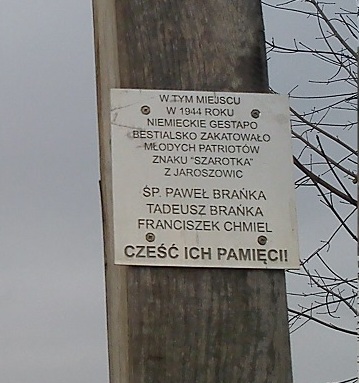 W TYM MIEJSCU
W 1944 ROKU
NIEMIECKIE GESTAPO
BESTIALSKO ZAKATOWAŁO
MŁODYCH PATRIOTÓW
ZNAKU "SZAROTKA"
Z JAROSZOWIC
ŚP. PAWEŁ BRAŃKA
TADEUSZ BRAŃKA
FRANCISZEK CHMIEL
CZEŚĆ ICH PAMIĘCI!